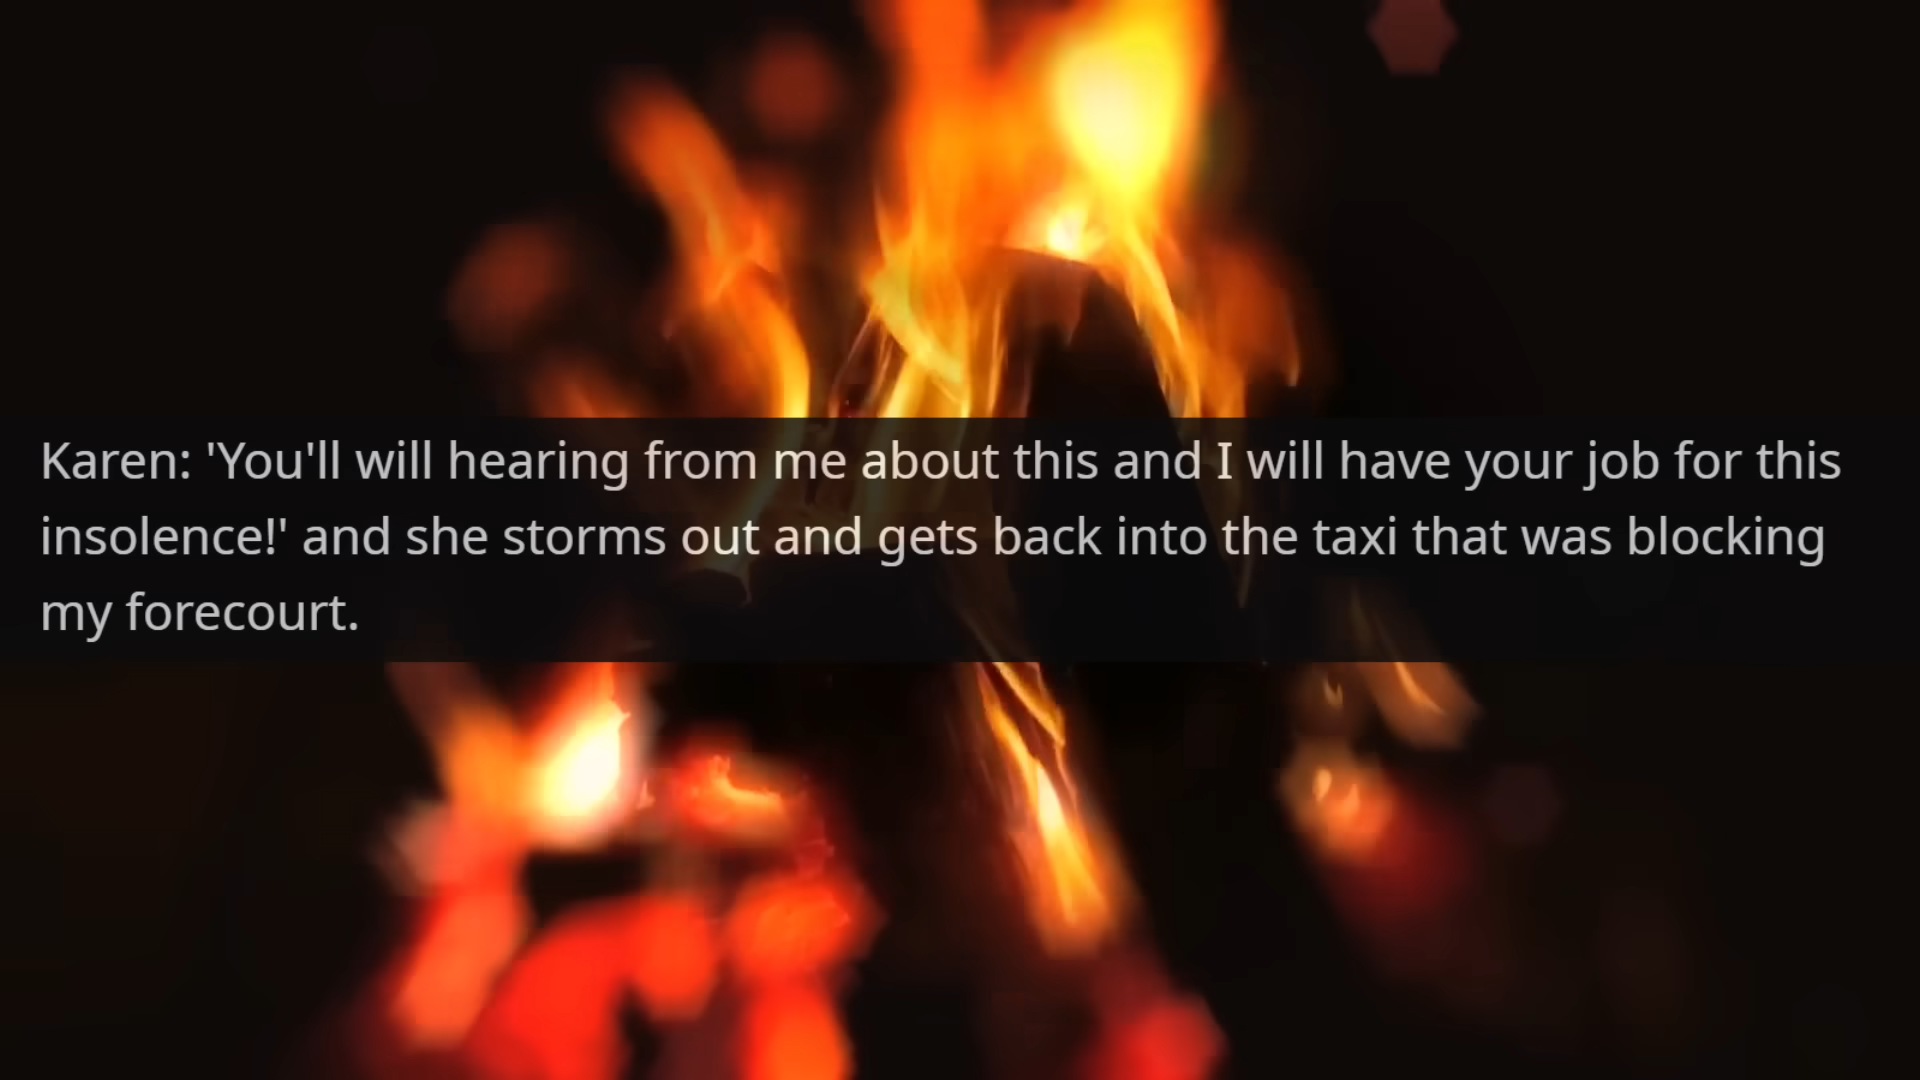 Karen: 'You'll will hearing from me about this and I will have your job for this
insolence!' and she storms out and gets back into the taxi that was blocking
my forecourt.